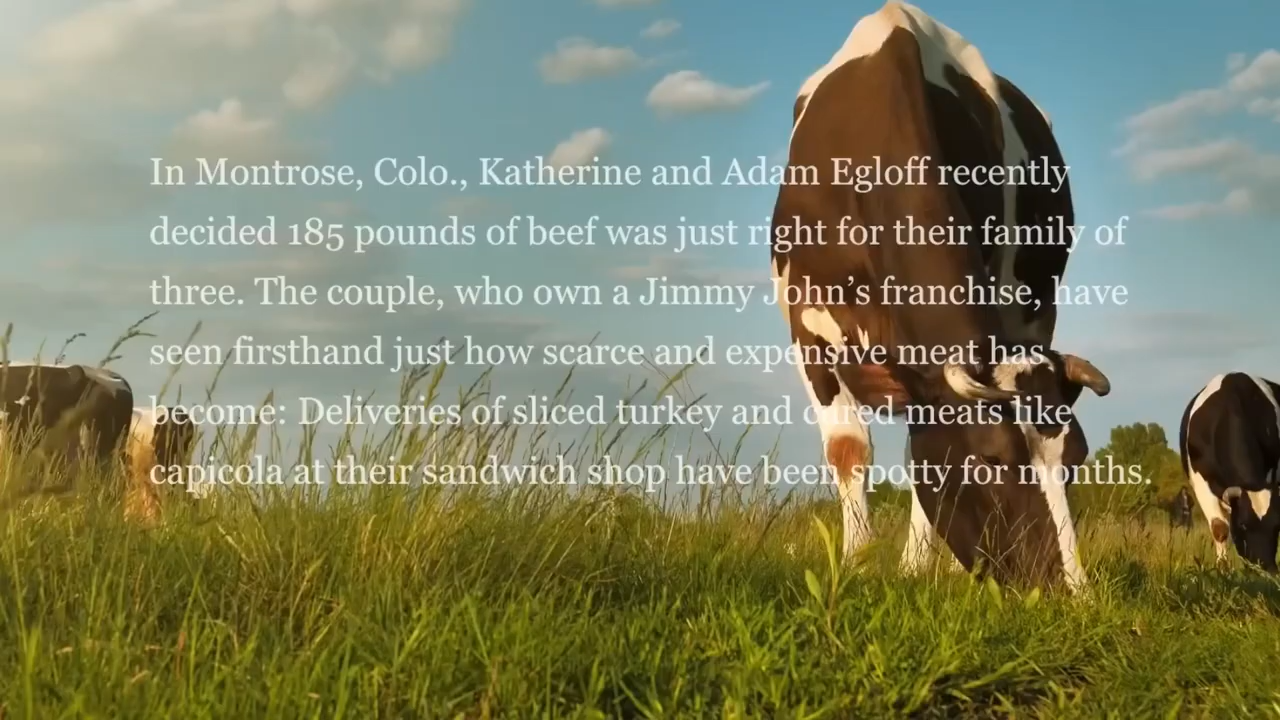 In Montrose, Colo., Katherine and Adam Egloff recently
decided 185 pounds of beef was just right for their family of
three. The couple, who own a Jimmy John’s franchise, have
seen firsthand just how scarce and expensive meat has
become: Deliveries of sliced turkey and cured meats like
capicola at their sandwich shop have been spotty for months.